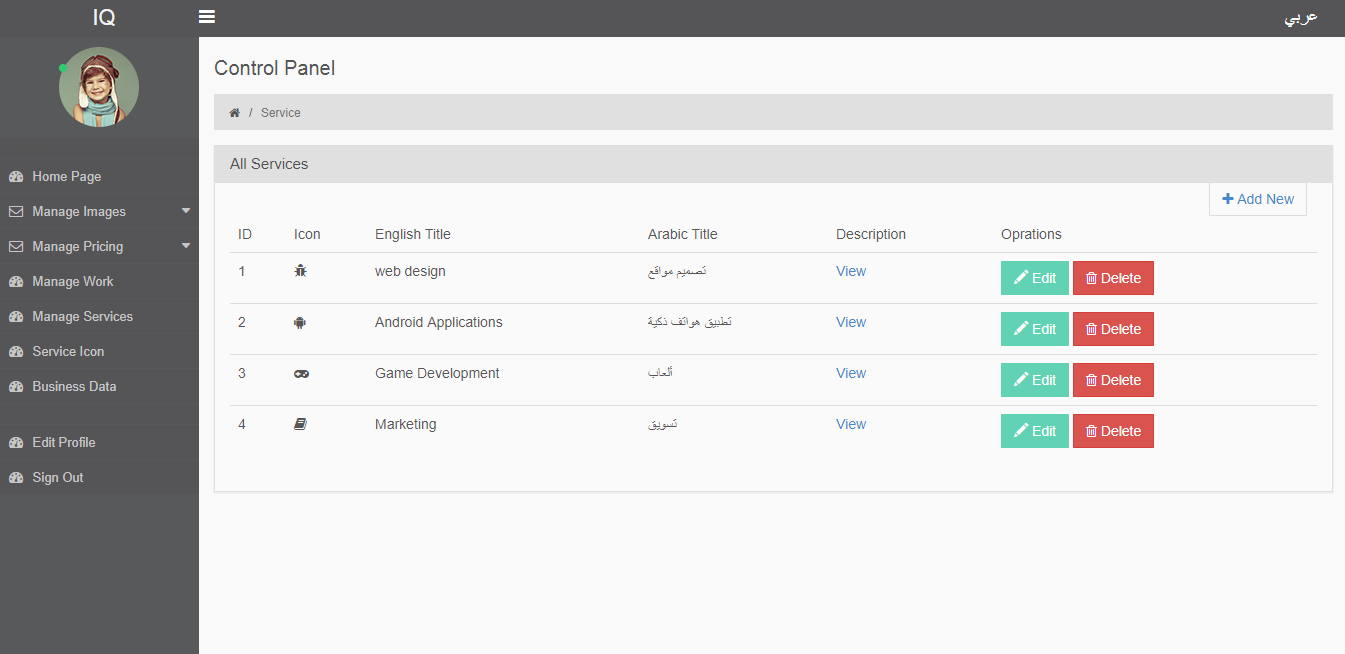 IQ
عربي
Home Page
Manage Images
Manage Pricing
Manage Work
Manage Services
Service Icon
Business Data
Edit Profile
Sign Out
Control Panel
/ Service
All Services
Add New
ID Icon English Title Arabic Title Description Oprations
1 web design تصميم مواقع View Edit Delete
2 Android Applications تطبيق هواتف ذكية View Edit Delete
3 Game Development ألعاب View Edit Delete
4 Marketing تسويق View Edit Delete